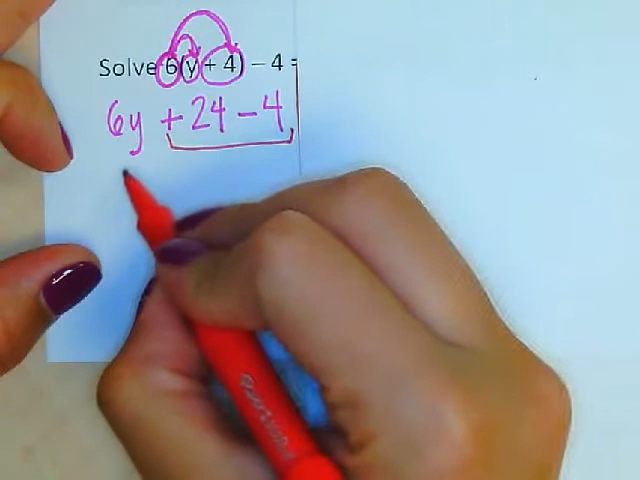 Solve 6(y + 4) − 4 =
6y + 24 − 4